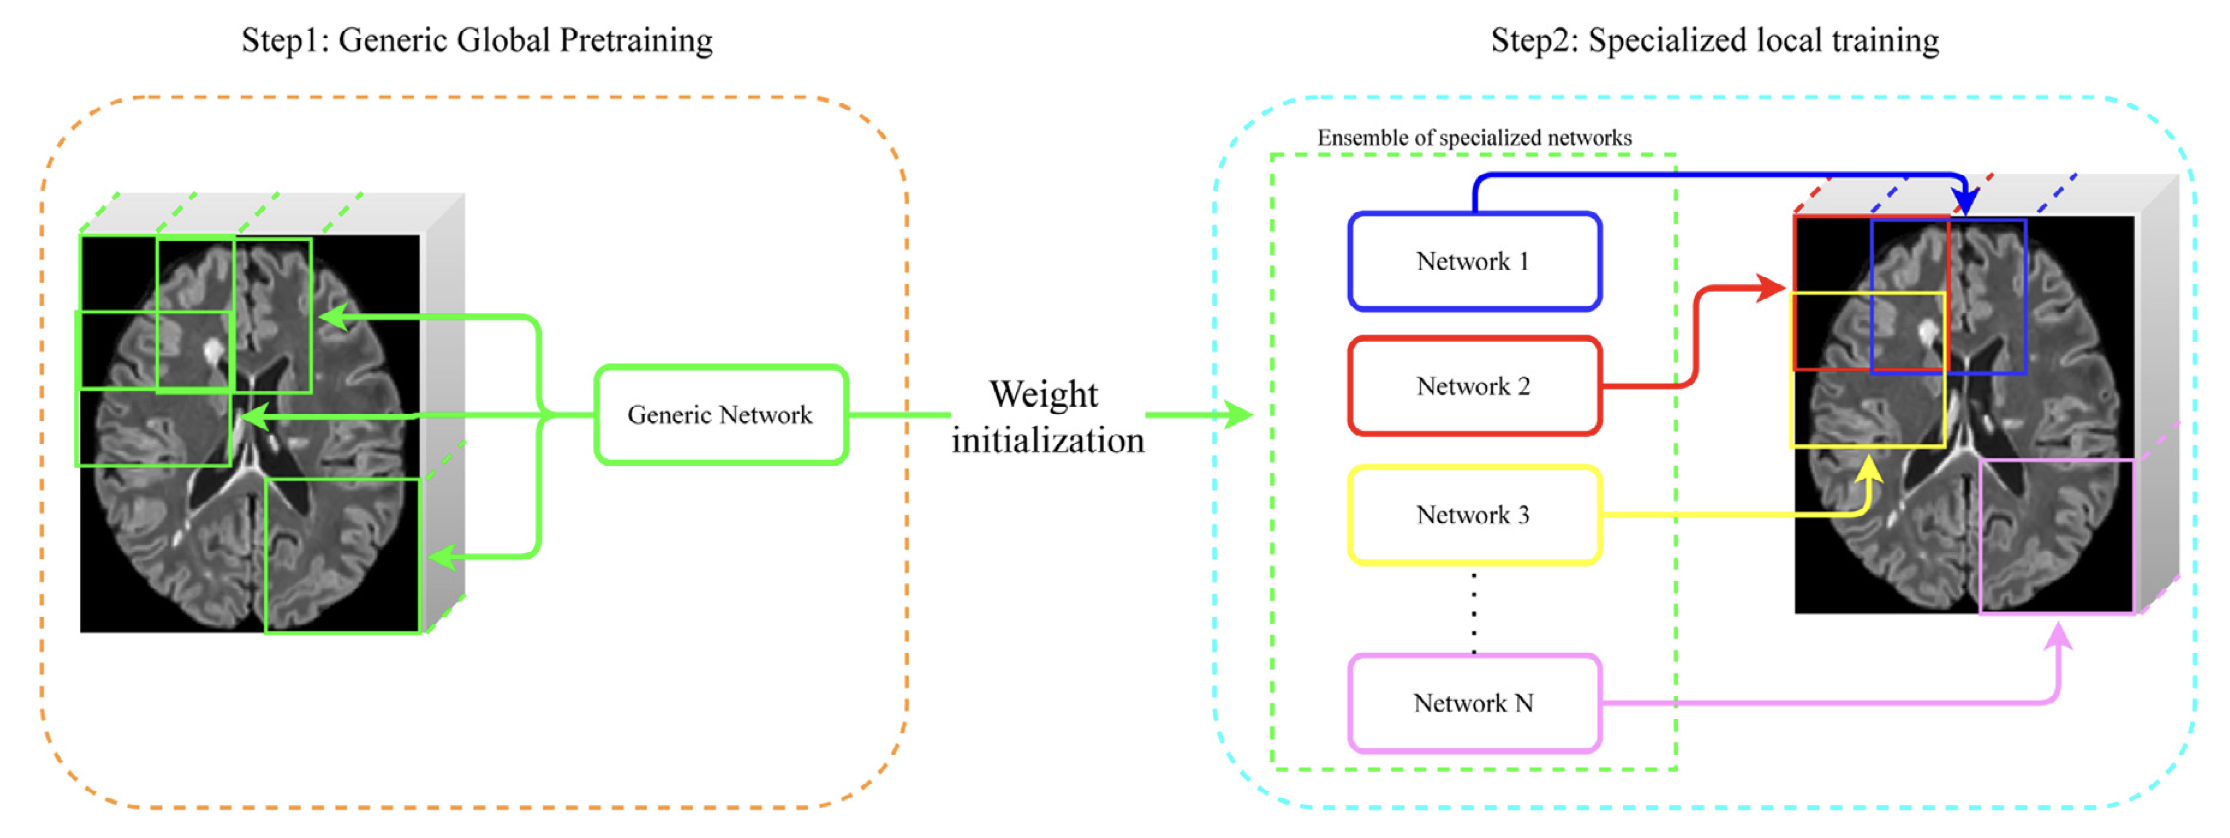 Step1: Generic Global Pretraining
Generic Network
Weight
initialization
Step2: Specialized local training
Ensemble of specialized networks
Network 1
Network 2
Network 3
Network N